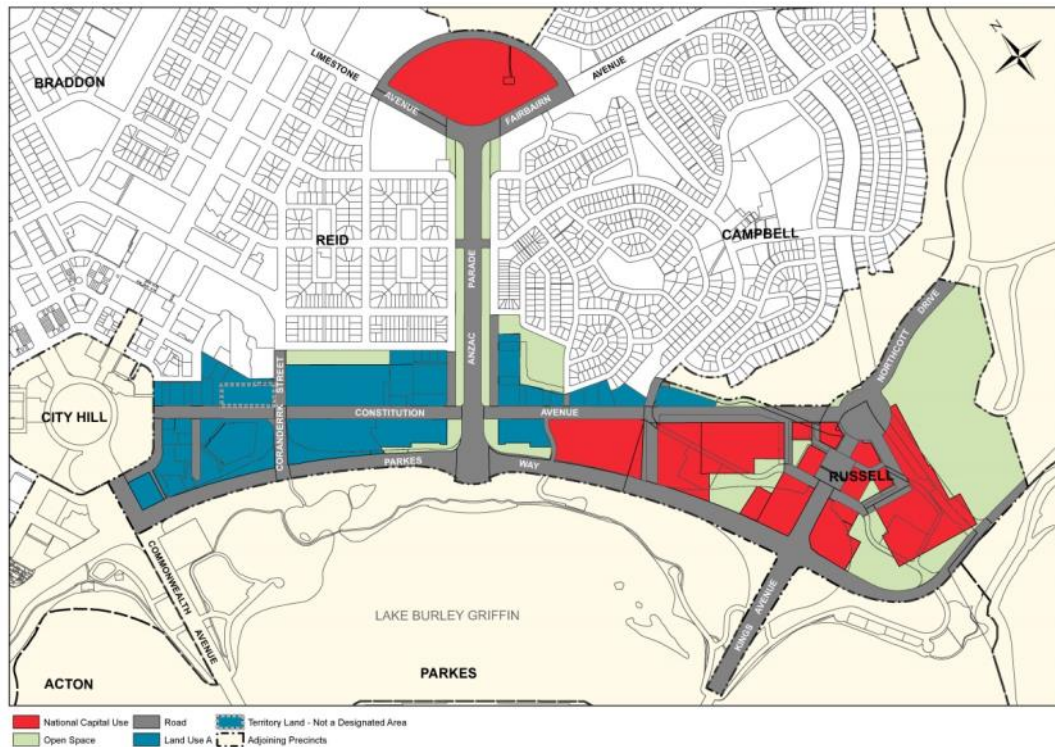 N
LIMESTONE
AVENUE
BRADDON
AVENUE
FAIRBAIRN
REID
CAMPBELL
PARADE
ANZAC
NORTHCOTT DRIVE
CITY HILL
CORANDERRK STREET
CONSTITUTION
AVENUE
PARKES
WAY
RUSSELL
COMMONWEALTH
AVENUE
KINGS AVENUE
LAKE BURLEY GRIFFIN
PARKES
ACTON
National Capital Use
Road
Territory Land - Not a Designated Area
Open Space
Land Use A
Adjoining Precincts